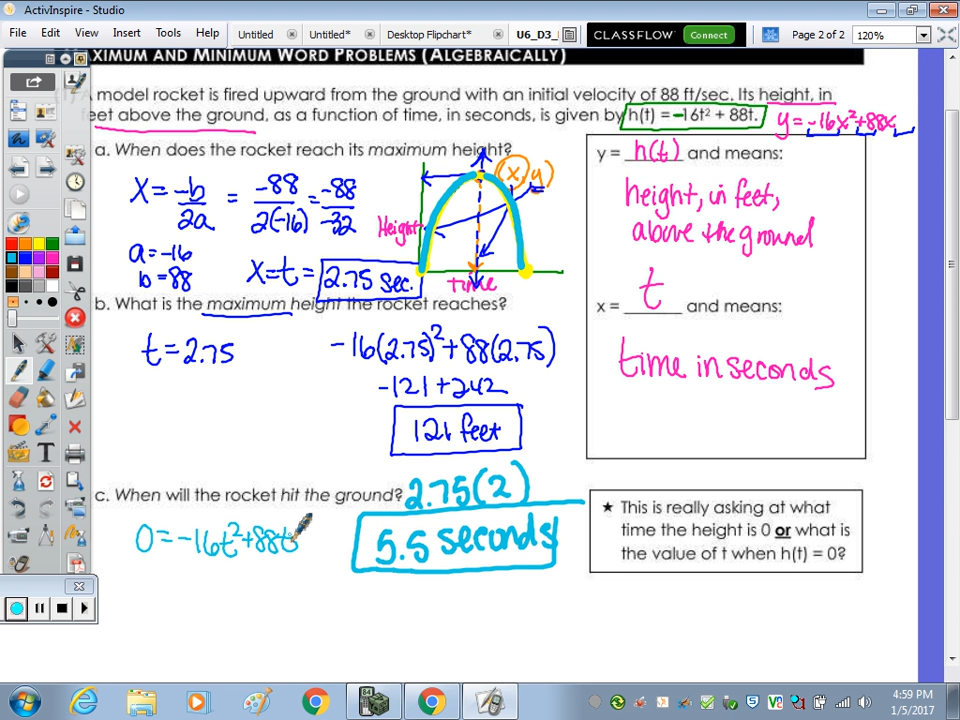 ActivInspire - Studio
File Edit View Insert Tools Help
Untitled Untitled* Desktop Flipchart* U6_D3_ CLASSFLOW Connect Page 2 of 2 120%
XIMUM AND MINIMUM WORD PROBLEMS (ALGEBRAICALLY)
model rocket is fired upward from the ground with an initial velocity of 88 ft/sec. Its height, in
feet above the ground, as a function of time, in seconds, is given by h(t) = -16t² + 88t.
y = -16x² + 88x
a. When does the rocket reach its maximum height?
x = -b/2a = -88/2(-16) = -88/-32
a = -16
b = 88
x = t = 2.75 sec.
(x, y)
Height
time
y = h(t) and means:
height, in feet,
above the ground
x = t and means:
time in seconds
b. What is the maximum height the rocket reaches?
t = 2.75
-16(2.75)² + 88(2.75)
-121 + 242
121 feet
c. When will the rocket hit the ground? 2.75(2)
0 = -16t² + 88t
5.5 seconds
★ This is really asking at what
time the height is 0 or what is
the value of t when h(t) = 0?
4:59 PM
1/5/2017